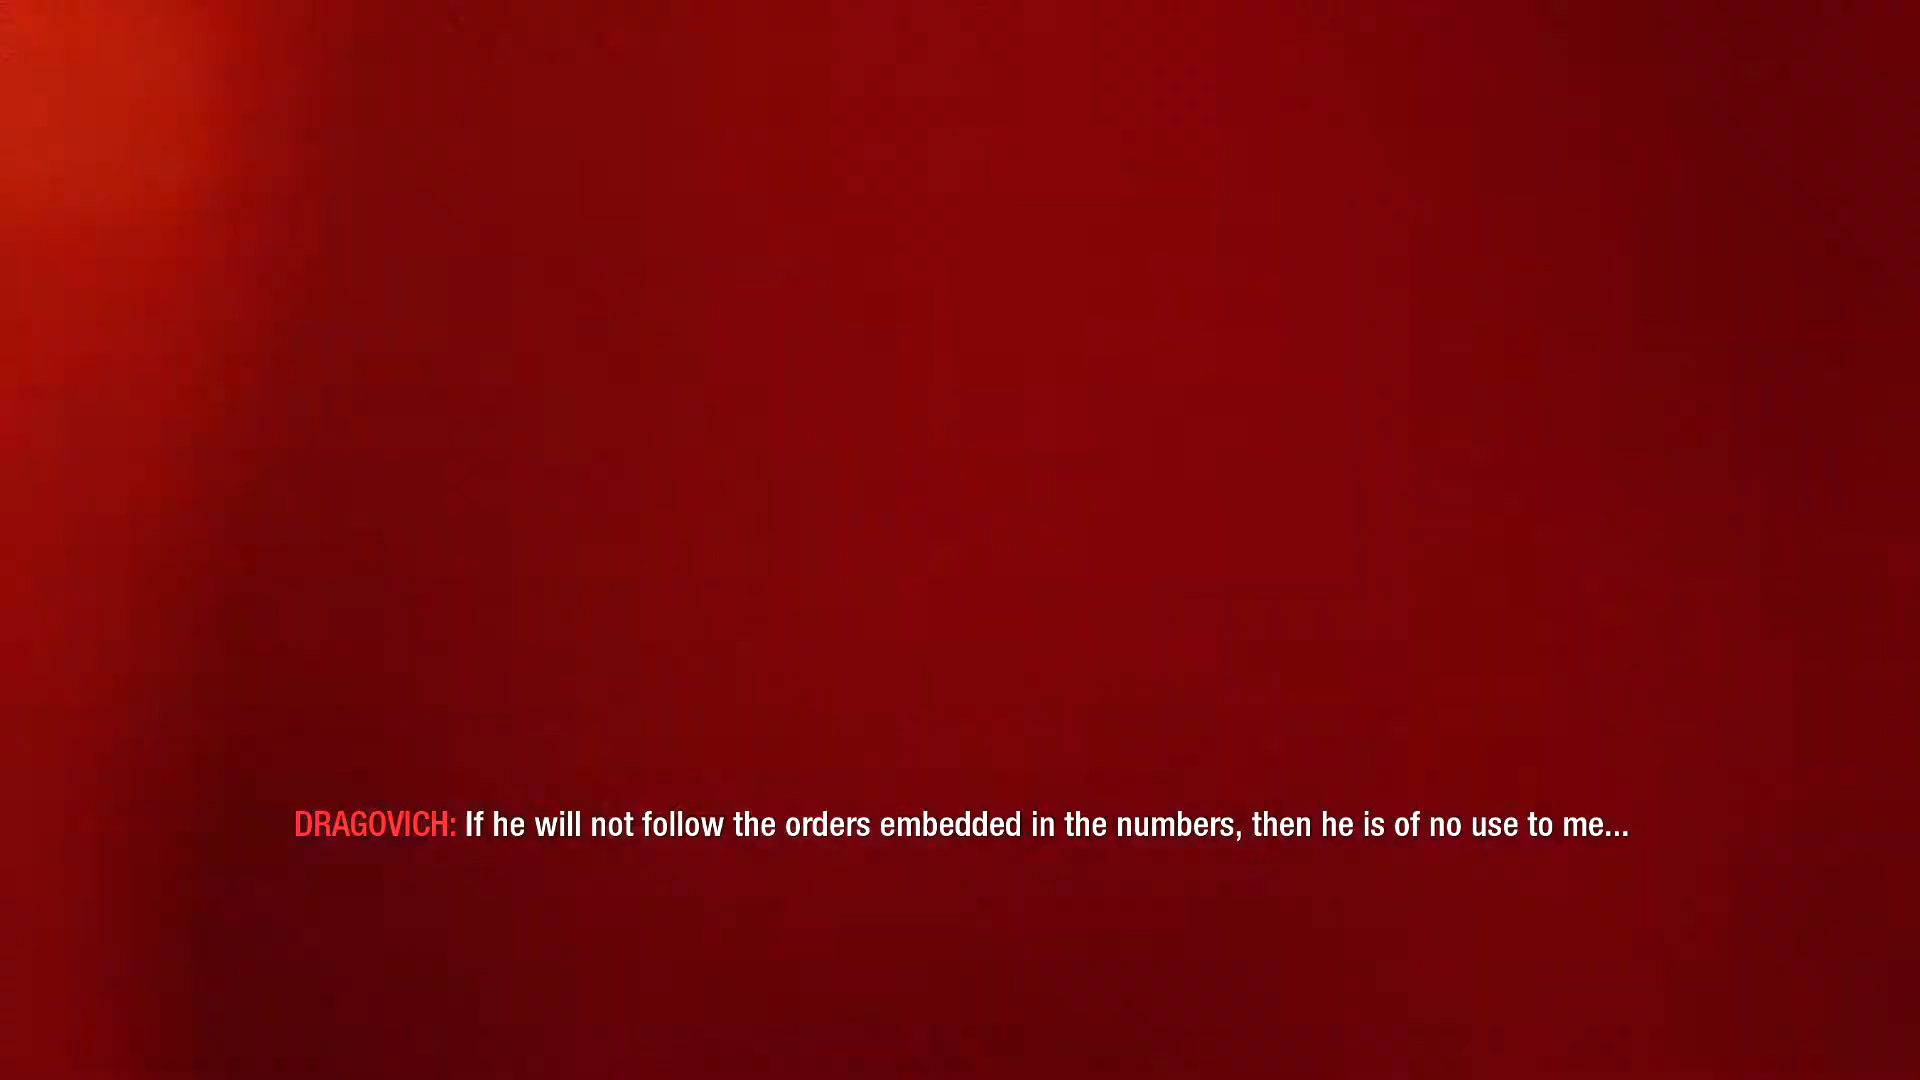 DRAGOVICH: If he will not follow the orders embedded in the numbers, then he is of no use to me...